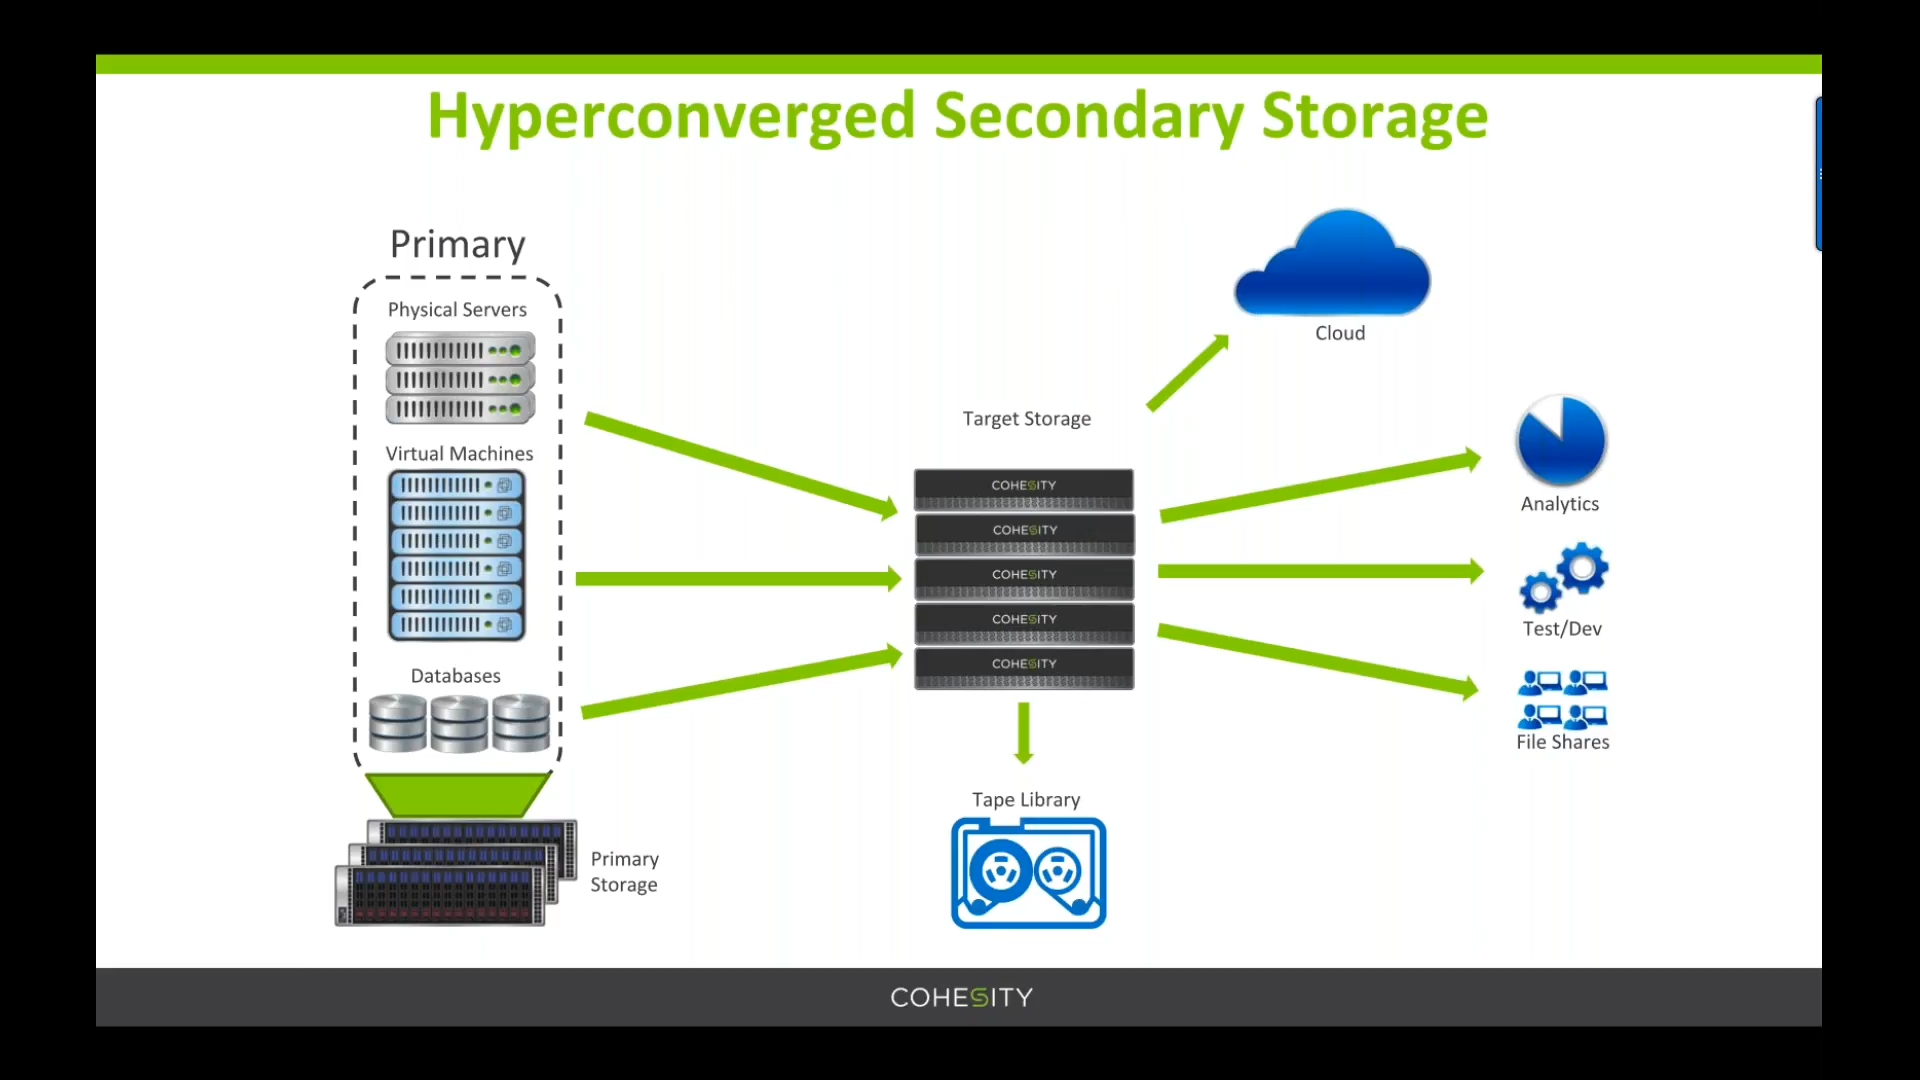 Hyperconverged Secondary Storage
Primary
Physical Servers
Virtual Machines
Databases
Primary
Storage
Target Storage
COHESITY
COHESITY
COHESITY
COHESITY
COHESITY
Tape Library
Cloud
Analytics
Test/Dev
File Shares
COHESITY